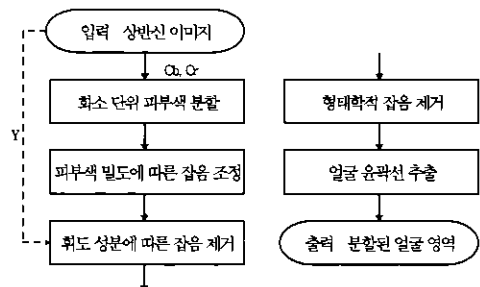 입력 상반신 이미지
Cb, Cr
화소 단위 피부색 분할
Y
피부색 밀도에 따른 잡음 조정
휘도 성분에 따른 잡음 제거
형태학적 잡음 제거
얼굴 윤곽선 추출
출력 분할된 얼굴 영역